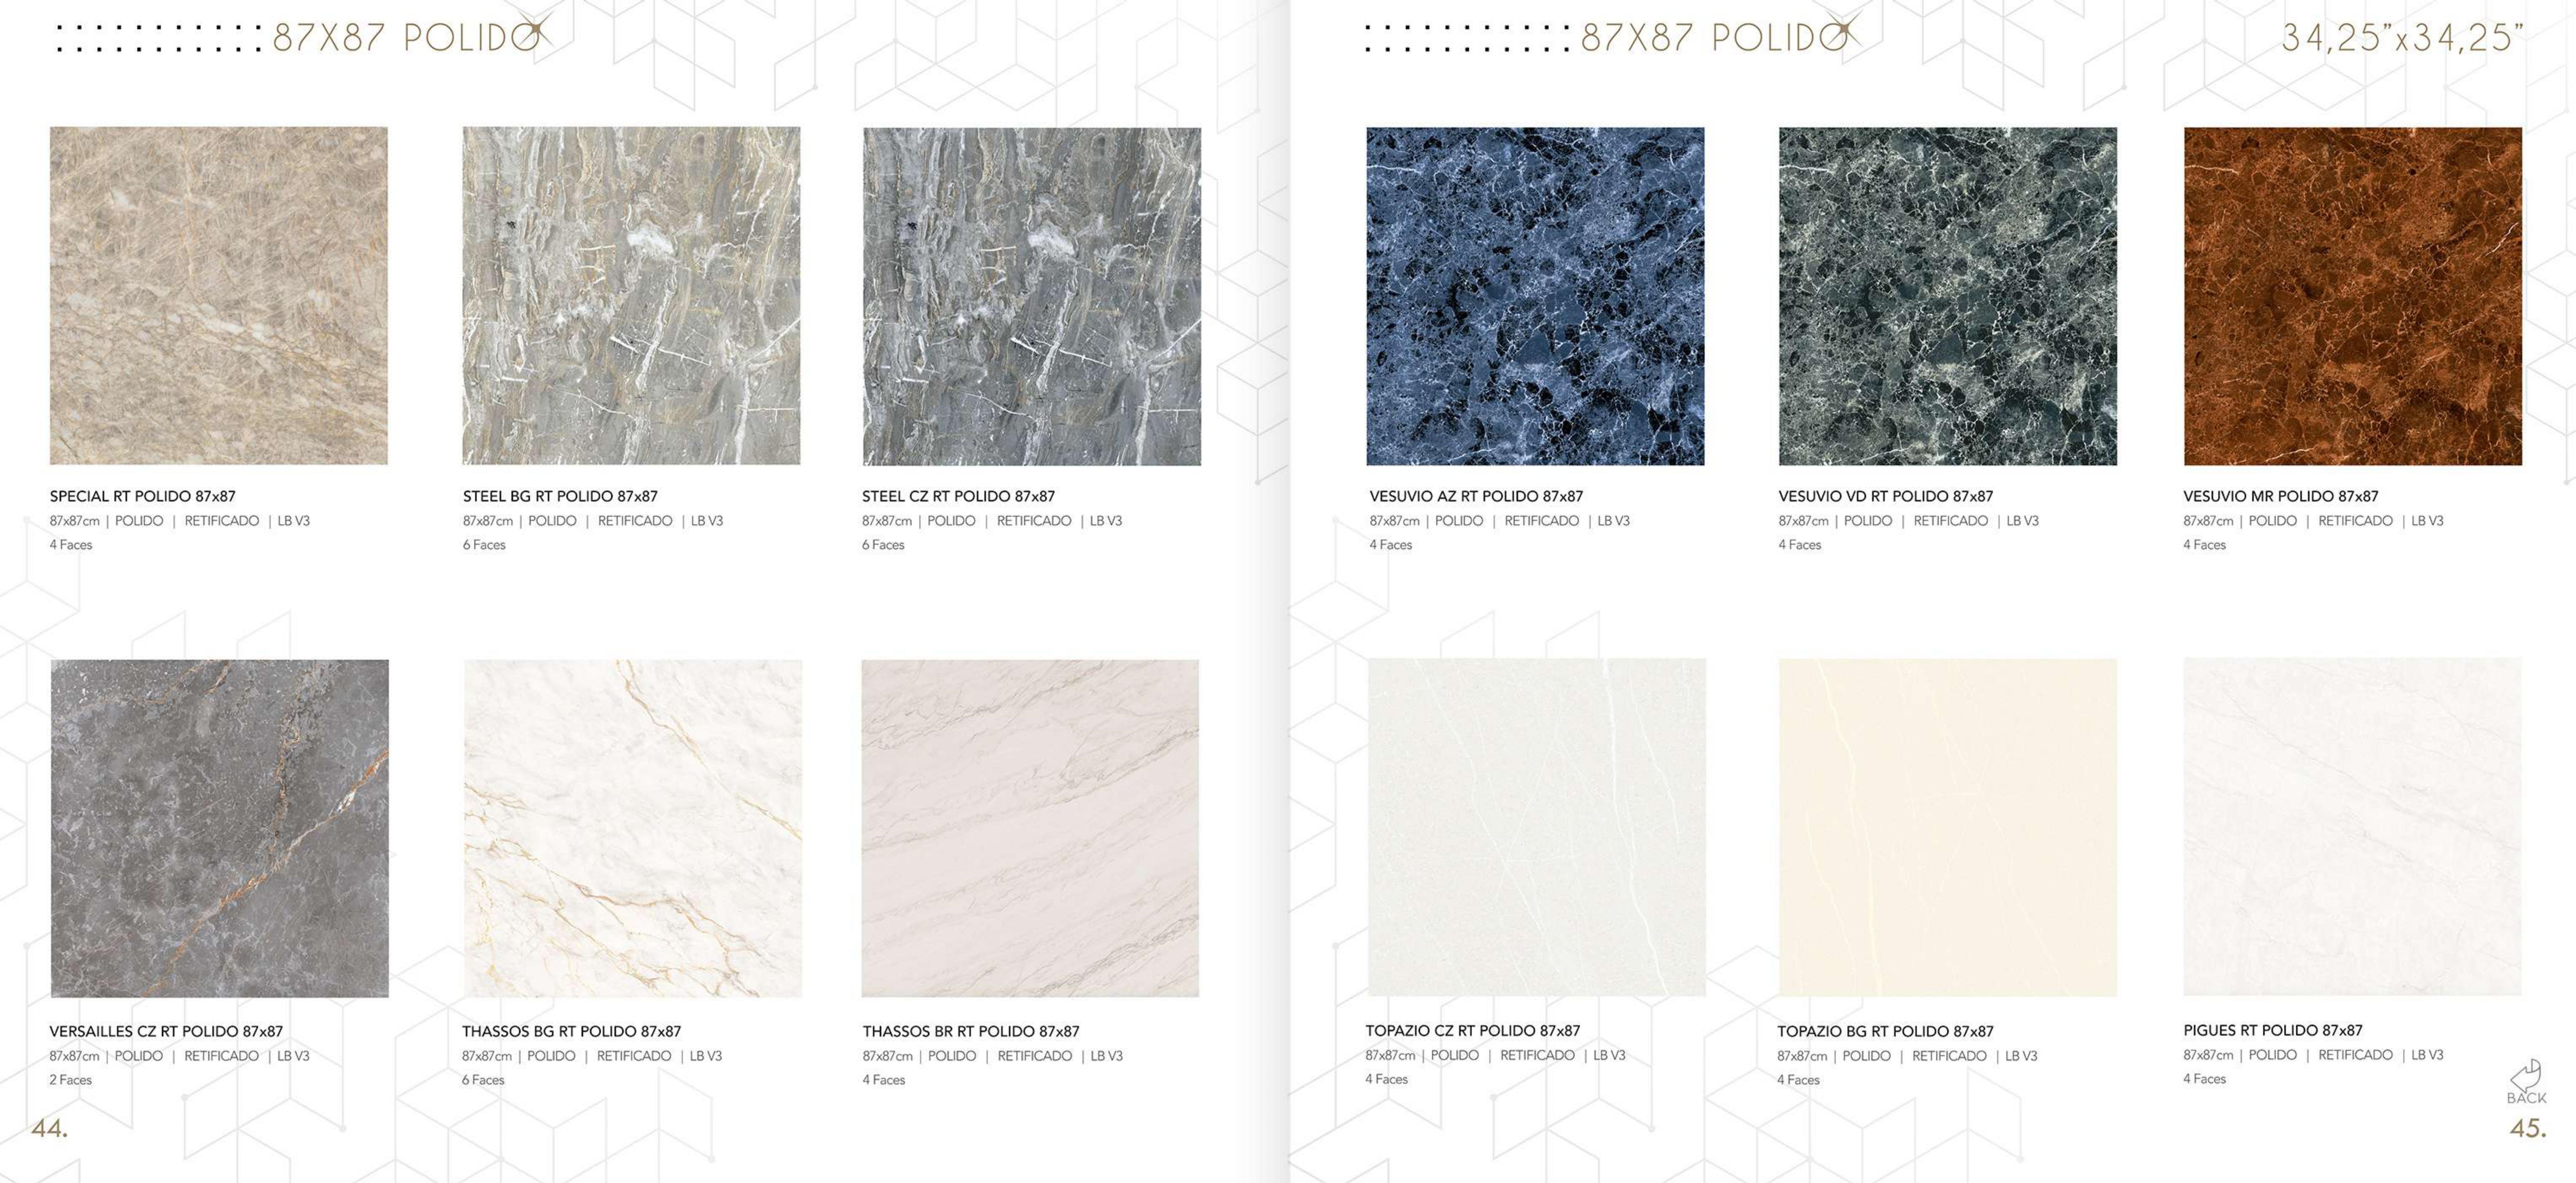 87X87 POLIDO
SPECIAL RT POLIDO 87x87
87x87cm | POLIDO | RETIFICADO | LB V3
4 Faces
STEEL BG RT POLIDO 87x87
87x87cm | POLIDO | RETIFICADO | LB V3
6 Faces
STEEL CZ RT POLIDO 87x87
87x87cm | POLIDO | RETIFICADO | LB V3
6 Faces
VERSAILLES CZ RT POLIDO 87x87
87x87cm | POLIDO | RETIFICADO | LB V3
2 Faces
THASSOS BG RT POLIDO 87x87
87x87cm | POLIDO | RETIFICADO | LB V3
6 Faces
THASSOS BR RT POLIDO 87x87
87x87cm | POLIDO | RETIFICADO | LB V3
4 Faces
44.
87X87 POLIDO
34,25”x34,25”
VESUVIO AZ RT POLIDO 87x87
87x87cm | POLIDO | RETIFICADO | LB V3
4 Faces
VESUVIO VD RT POLIDO 87x87
87x87cm | POLIDO | RETIFICADO | LB V3
4 Faces
VESUVIO MR POLIDO 87x87
87x87cm | POLIDO | RETIFICADO | LB V3
4 Faces
TOPAZIO CZ RT POLIDO 87x87
87x87cm | POLIDO | RETIFICADO | LB V3
4 Faces
TOPAZIO BG RT POLIDO 87x87
87x87cm | POLIDO | RETIFICADO | LB V3
4 Faces
PIGUES RT POLIDO 87x87
87x87cm | POLIDO | RETIFICADO | LB V3
4 Faces
BACK
45.